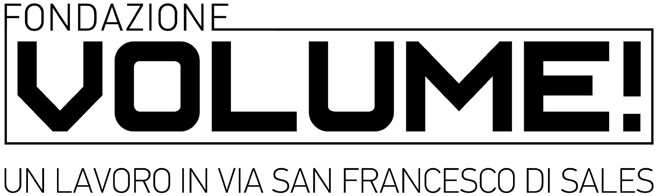 FONDAZIONE
VOLUME!
UN LAVORO IN VIA SAN FRANCESCO DI SALES